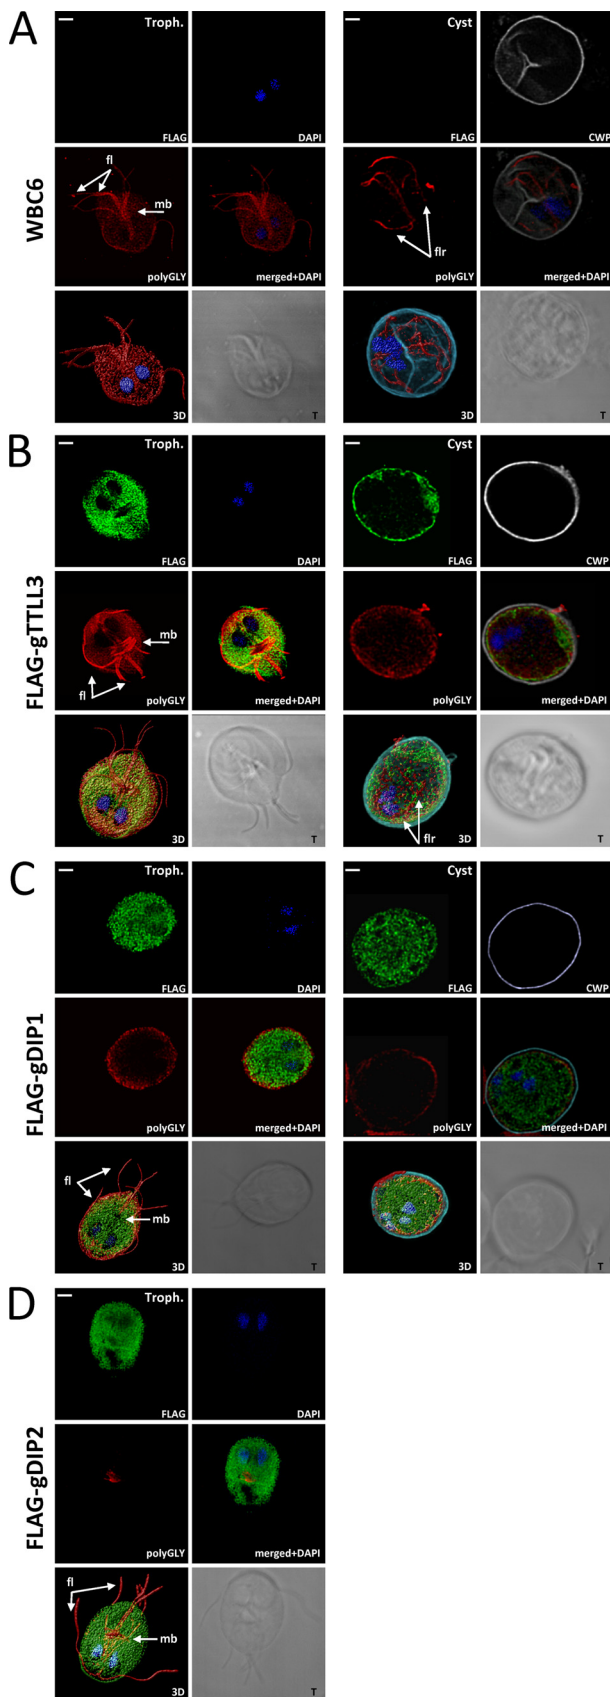 A
WBC6
Troph.
FLAG
DAPI
Cyst
FLAG
CWP
fl
mb
polyGLY
merged+DAPI
flr
polyGLY
merged+DAPI
3D
T
3D
T
B
FLAG-gTTLL3
Troph.
FLAG
DAPI
Cyst
FLAG
CWP
mb
fl
polyGLY
merged+DAPI
polyGLY
merged+DAPI
3D
T
flr
3D
T
C
FLAG-gDIP1
Troph.
FLAG
DAPI
Cyst
FLAG
CWP
polyGLY
merged+DAPI
polyGLY
merged+DAPI
fl
mb
3D
T
3D
T
D
FLAG-gDIP2
Troph.
FLAG
DAPI
polyGLY
merged+DAPI
fl
mb
3D
T